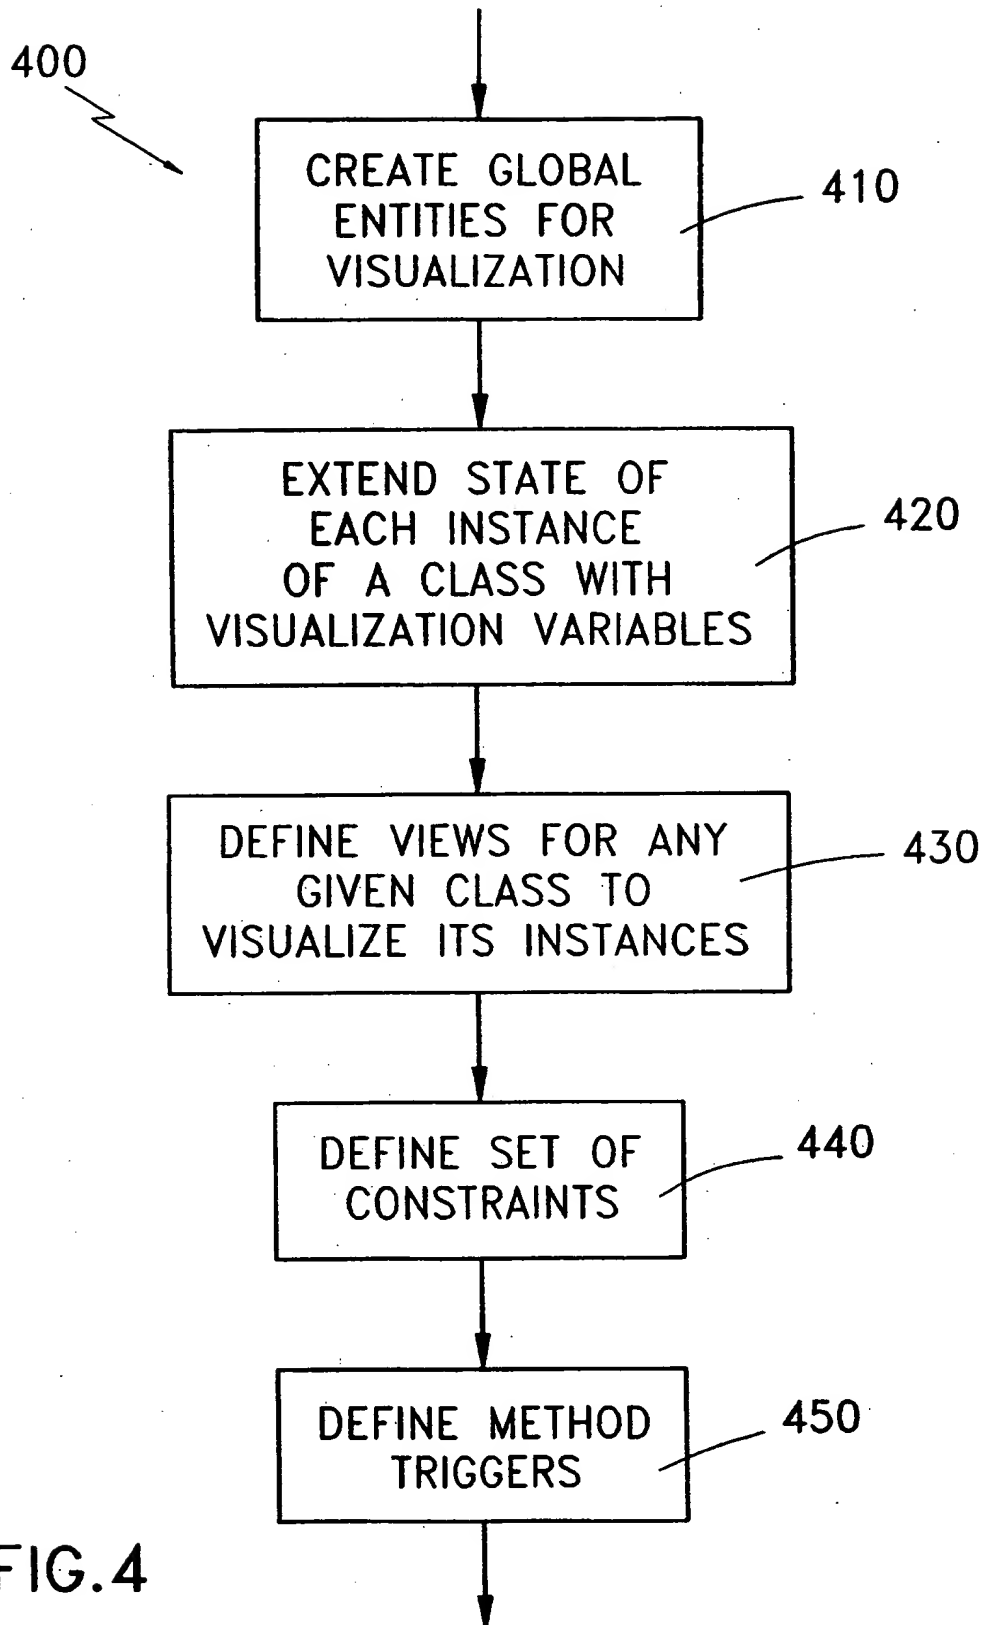 400
CREATE GLOBAL
ENTITIES FOR
VISUALIZATION
410
EXTEND STATE OF
EACH INSTANCE
OF A CLASS WITH
VISUALIZATION VARIABLES
420
DEFINE VIEWS FOR ANY
GIVEN CLASS TO
VISUALIZE ITS INSTANCES
430
DEFINE SET OF
CONSTRAINTS
440
DEFINE METHOD
TRIGGERS
450
FIG.4